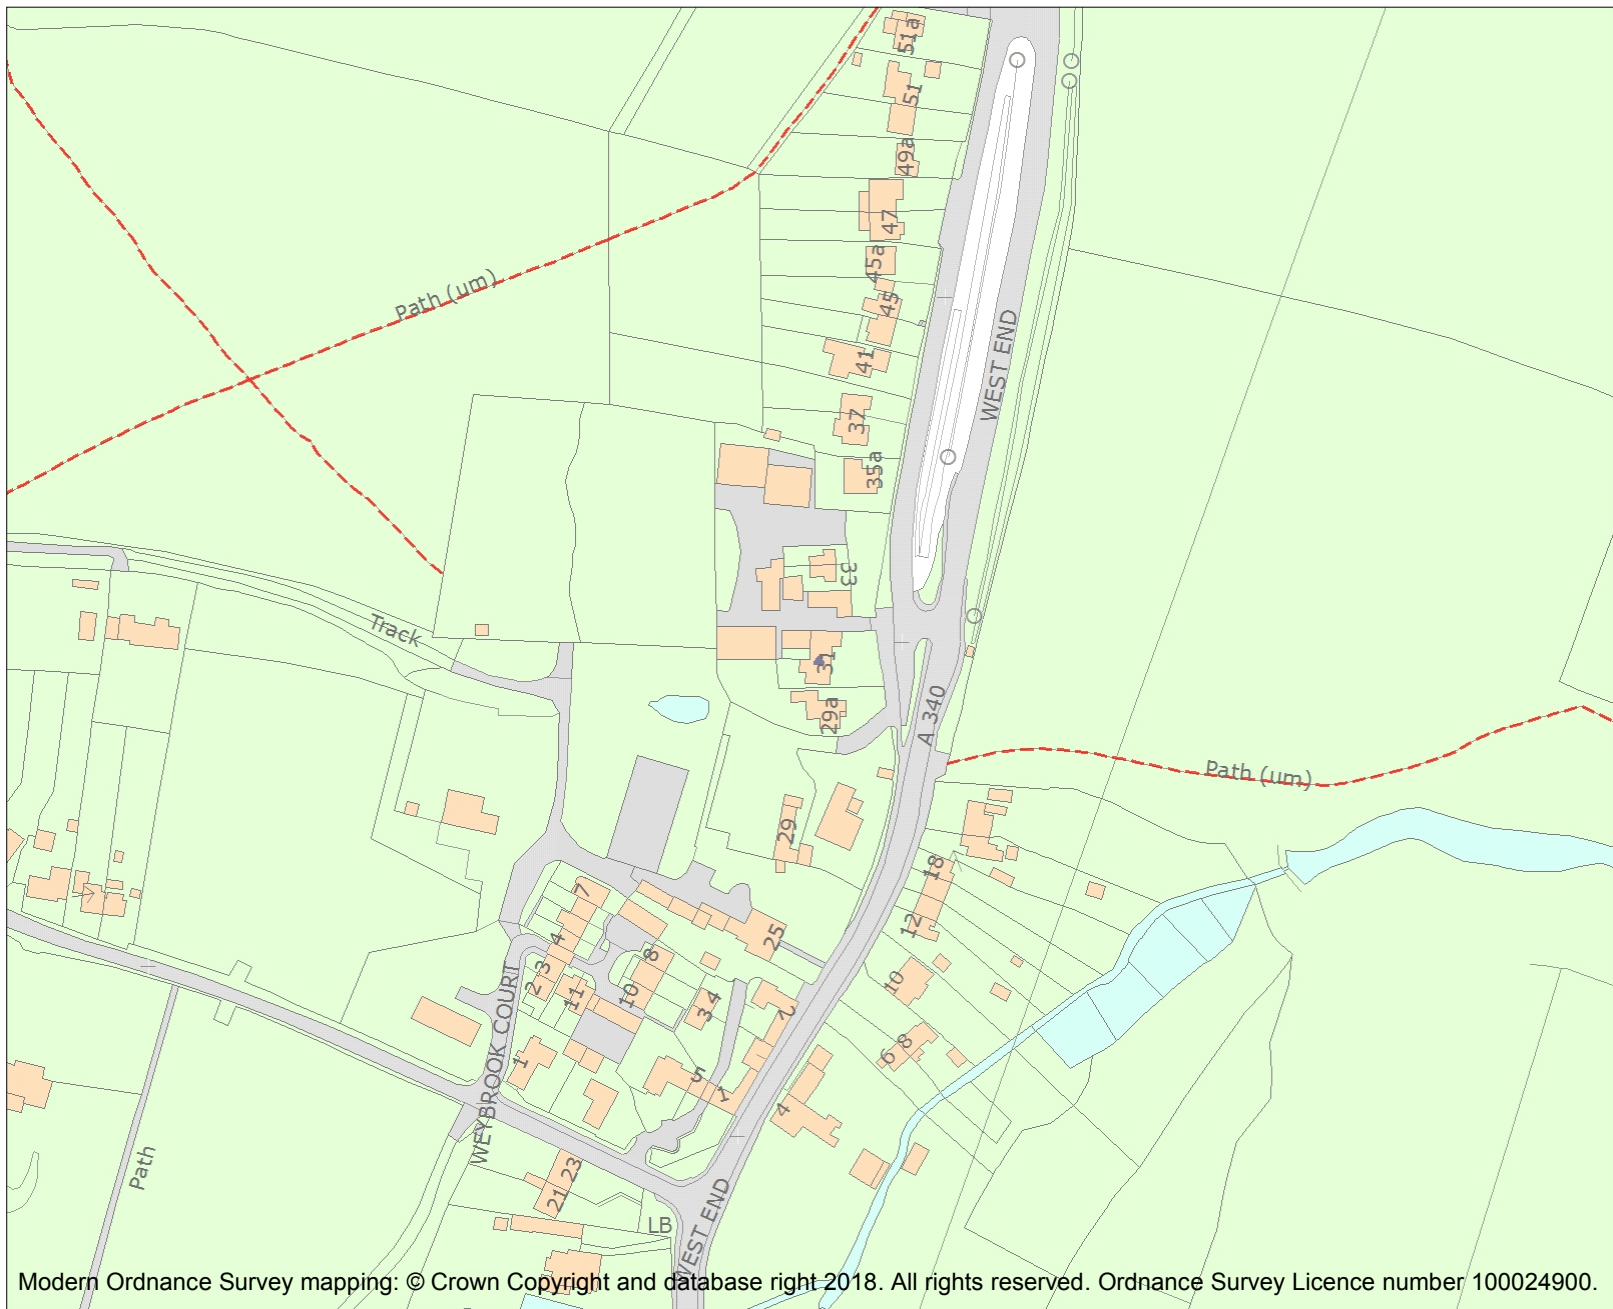 51a
51
49a
47
45a
Path (um)
45
WEST END
41
37
35a
33
Track
31
29a
A 340
Path (um)
29
18
7
12
25
4
8
3
2
10
11
10
3 4
2
WEYBROOK COURT
8
6
1
5
1
4
Path
23
21
LB
WEST END
Modern Ordnance Survey mapping: © Crown Copyright and database right 2018. All rights reserved. Ordnance Survey Licence number 100024900.